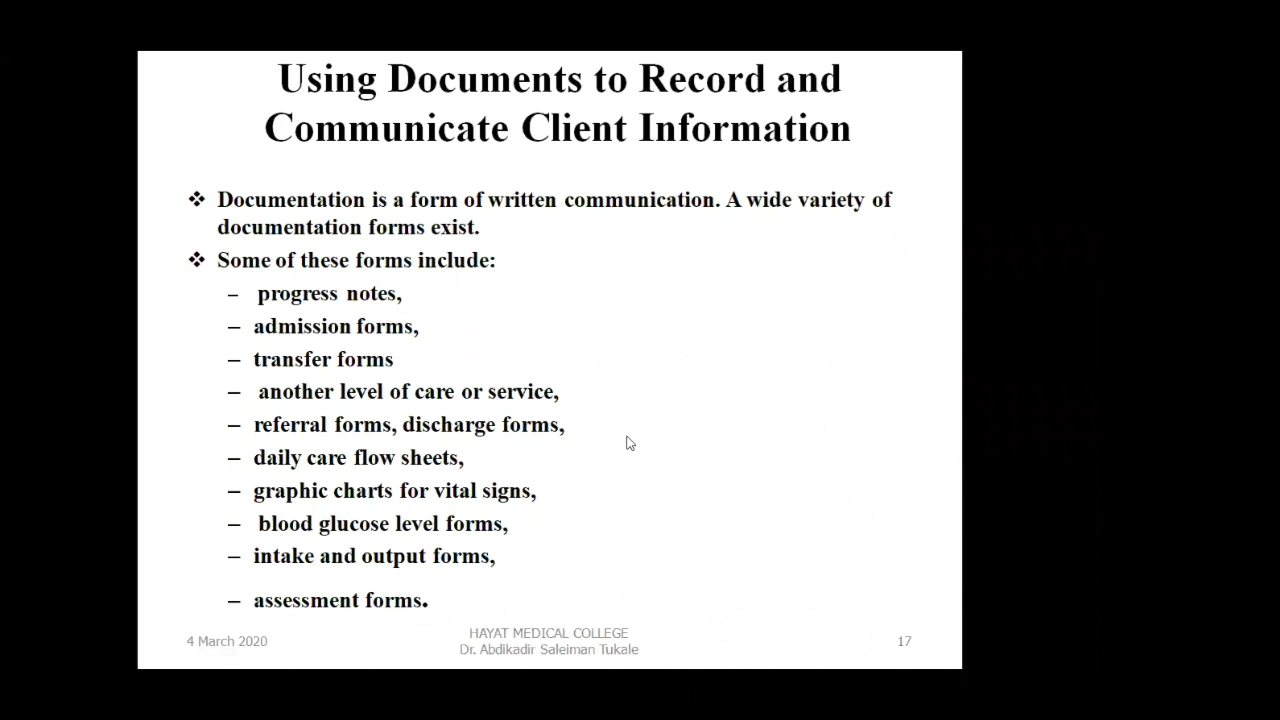 Using Documents to Record and
Communicate Client Information
❖ Documentation is a form of written communication. A wide variety of
documentation forms exist.
❖ Some of these forms include:
– progress notes,
– admission forms,
– transfer forms
– another level of care or service,
– referral forms, discharge forms,
– daily care flow sheets,
– graphic charts for vital signs,
– blood glucose level forms,
– intake and output forms,
– assessment forms.
4 March 2020
HAYAT MEDICAL COLLEGE
Dr. Abdikadir Saleiman Tukale
17